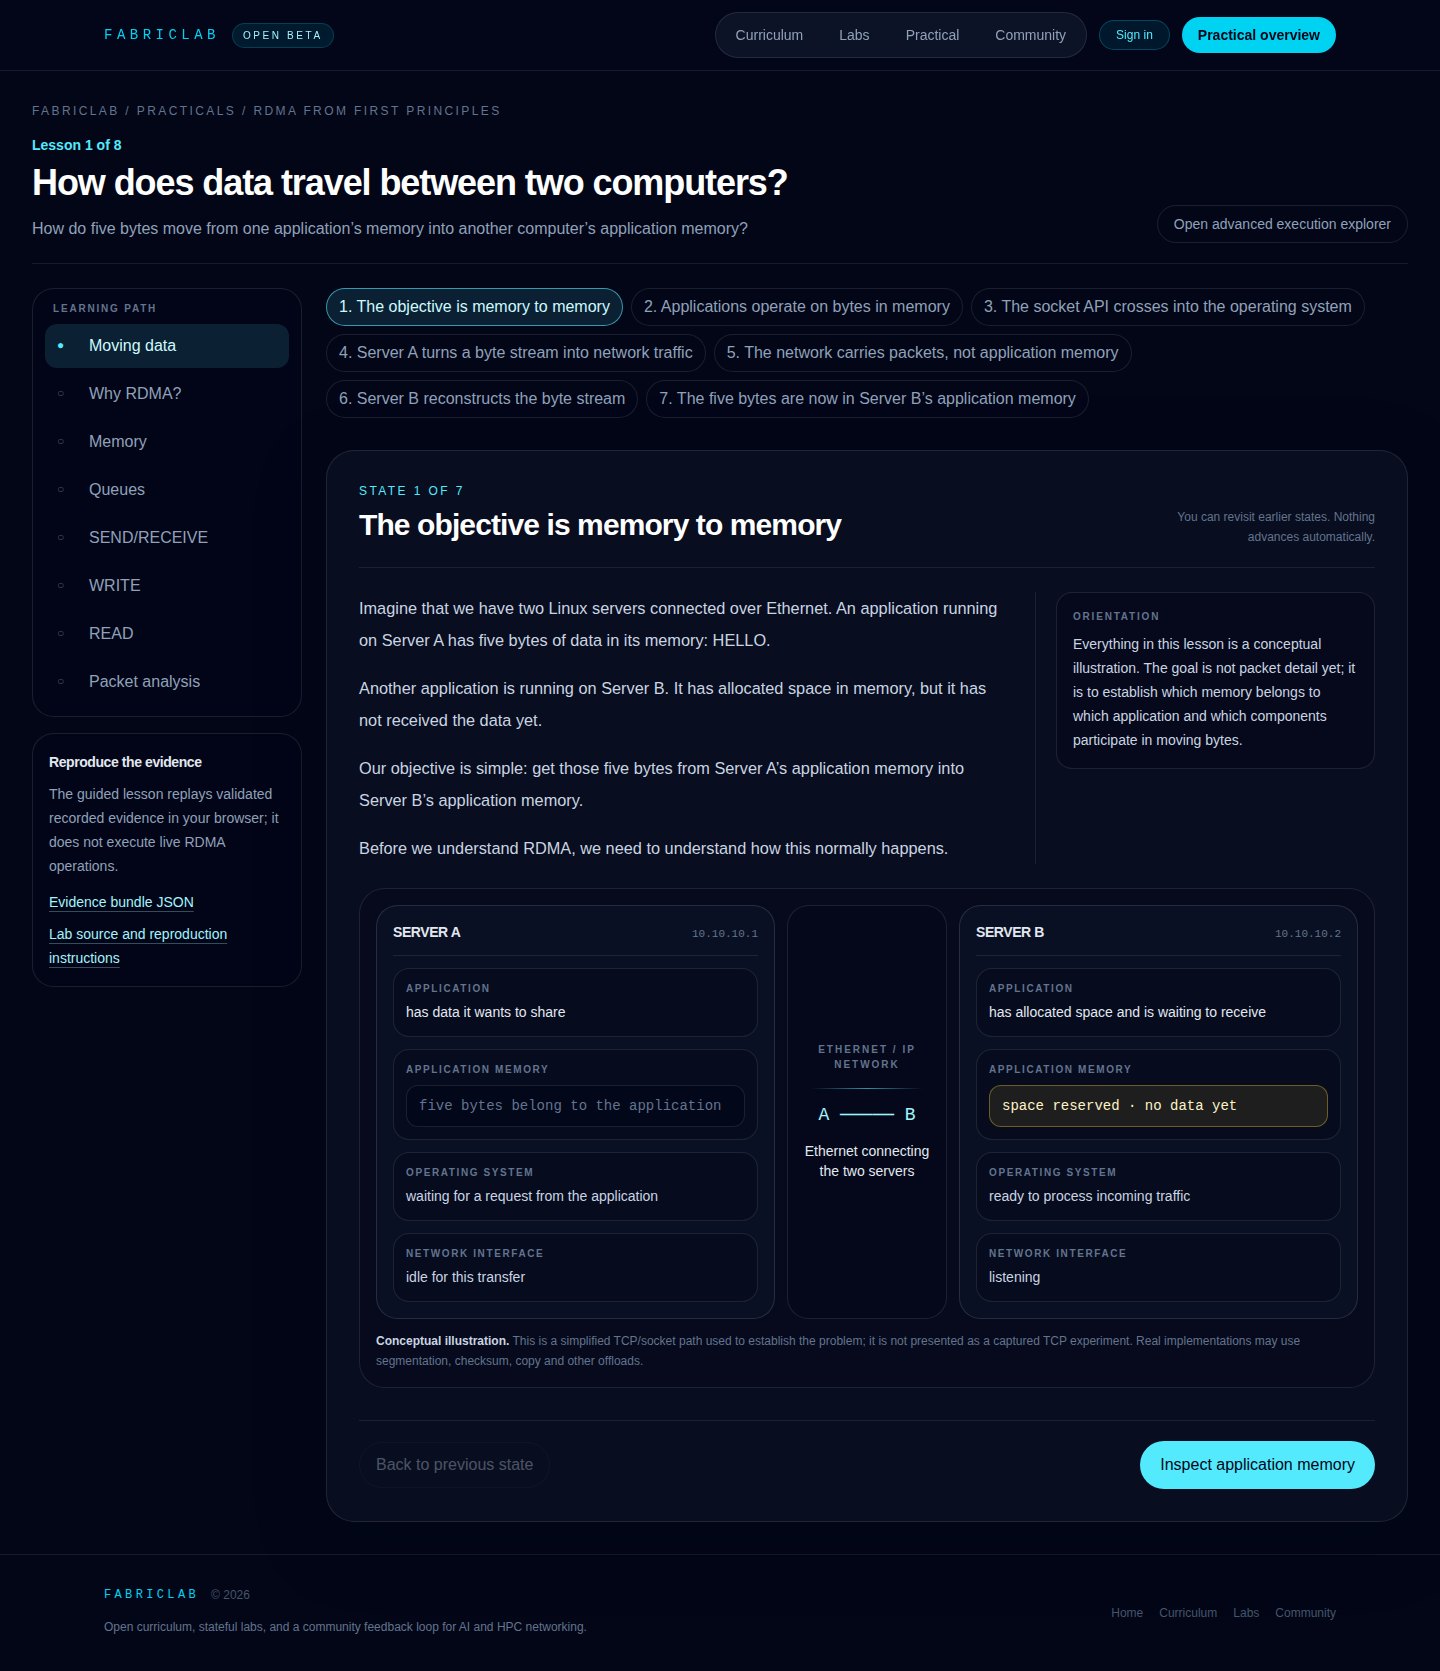 FABRICLAB OPEN BETA Curriculum Labs Practical Community Sign in Practical overview
FABRICLAB / PRACTICALS / RDMA FROM FIRST PRINCIPLES
Lesson 1 of 8
How does data travel between two computers?
How do five bytes move from one application’s memory into another computer’s application memory?
Open advanced execution explorer
LEARNING PATH
Moving data
Why RDMA?
Memory
Queues
SEND/RECEIVE
WRITE
READ
Packet analysis
Reproduce the evidence
The guided lesson replays validated
recorded evidence in your browser; it
does not execute live RDMA
operations.
Evidence bundle JSON
Lab source and reproduction
instructions
1. The objective is memory to memory 2. Applications operate on bytes in memory 3. The socket API crosses into the operating system
4. Server A turns a byte stream into network traffic 5. The network carries packets, not application memory
6. Server B reconstructs the byte stream 7. The five bytes are now in Server B’s application memory
STATE 1 OF 7
The objective is memory to memory
You can revisit earlier states. Nothing
advances automatically.
Imagine that we have two Linux servers connected over Ethernet. An application running
on Server A has five bytes of data in its memory: HELLO.
Another application is running on Server B. It has allocated space in memory, but it has
not received the data yet.
Our objective is simple: get those five bytes from Server A’s application memory into
Server B’s application memory.
Before we understand RDMA, we need to understand how this normally happens.
ORIENTATION
Everything in this lesson is a conceptual
illustration. The goal is not packet detail yet; it
is to establish which memory belongs to
which application and which components
participate in moving bytes.
SERVER A 10.10.10.1
APPLICATION
has data it wants to share
APPLICATION MEMORY
five bytes belong to the application
OPERATING SYSTEM
waiting for a request from the application
NETWORK INTERFACE
idle for this transfer
ETHERNET / IP
NETWORK
A ───── B
Ethernet connecting
the two servers
SERVER B 10.10.10.2
APPLICATION
has allocated space and is waiting to receive
APPLICATION MEMORY
space reserved · no data yet
OPERATING SYSTEM
ready to process incoming traffic
NETWORK INTERFACE
listening
Conceptual illustration. This is a simplified TCP/socket path used to establish the problem; it is not presented as a captured TCP experiment. Real implementations may use
segmentation, checksum, copy and other offloads.
Back to previous state Inspect application memory
FABRICLAB © 2026
Open curriculum, stateful labs, and a community feedback loop for AI and HPC networking.
Home Curriculum Labs Community